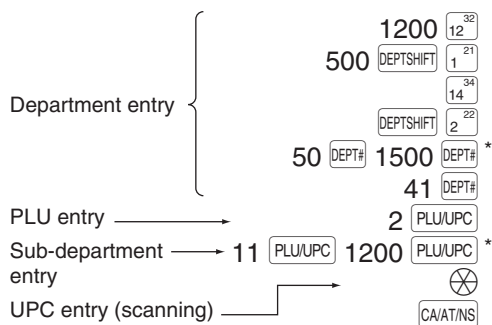 1200 12 32
500 DEPTSHIFT 1 21
14 34
Department entry
DEPTSHIFT 2 22
50 DEPT# 1500 DEPT# *
41 DEPT#
PLU entry 2 PLU/UPC
Sub-department entry 11 PLU/UPC 1200 PLU/UPC *
UPC entry (scanning)
CA/AT/NS